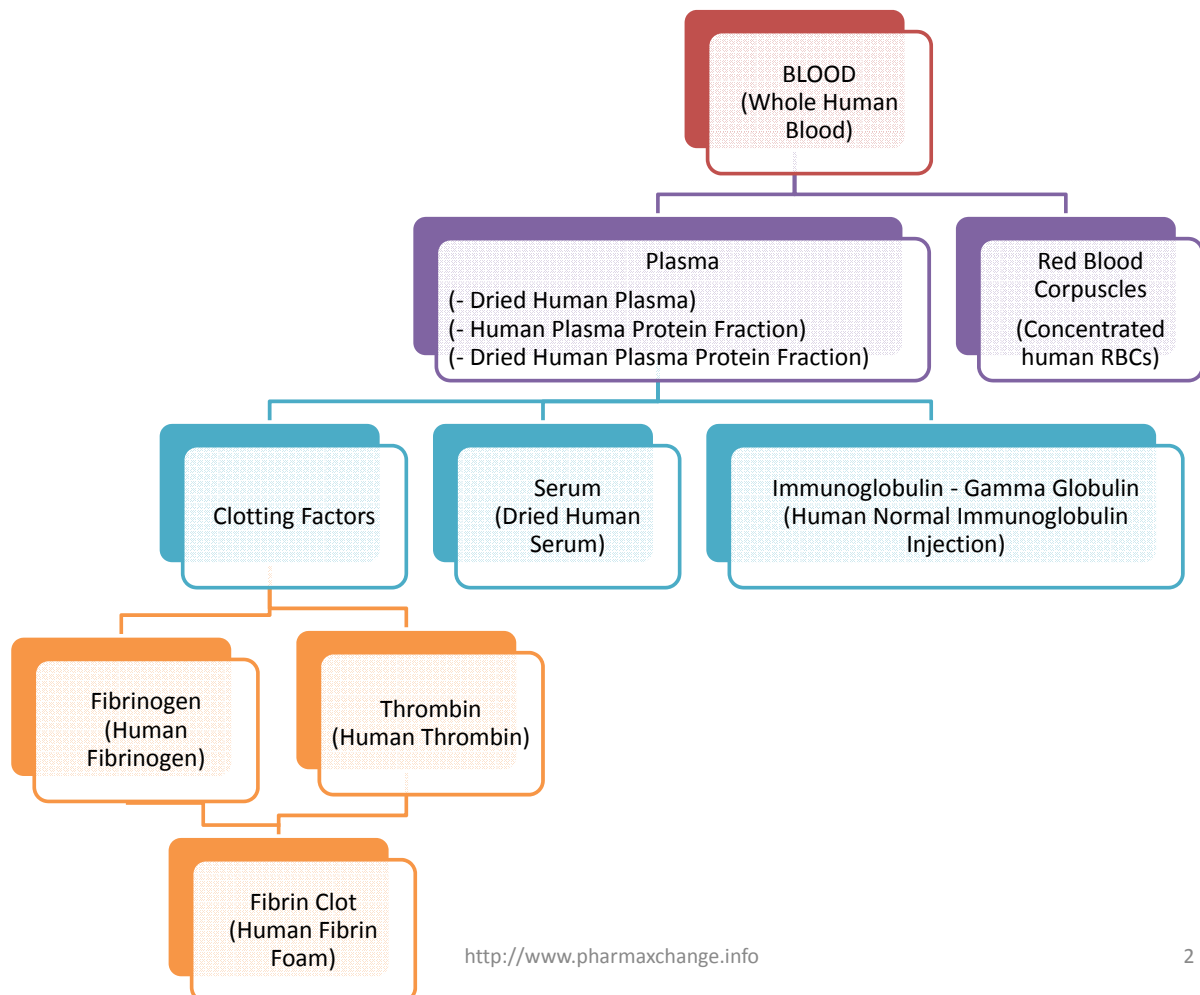 BLOOD
(Whole Human
Blood)
Plasma
(- Dried Human Plasma)
(- Human Plasma Protein Fraction)
(- Dried Human Plasma Protein Fraction)
Red Blood
Corpuscles
(Concentrated
human RBCs)
Clotting Factors
Serum
(Dried Human
Serum)
Immunoglobulin - Gamma Globulin
(Human Normal Immunoglobulin
Injection)
Fibrinogen
(Human
Fibrinogen)
Thrombin
(Human Thrombin)
Fibrin Clot
(Human Fibrin
Foam)
http://www.pharmaxchange.info
2